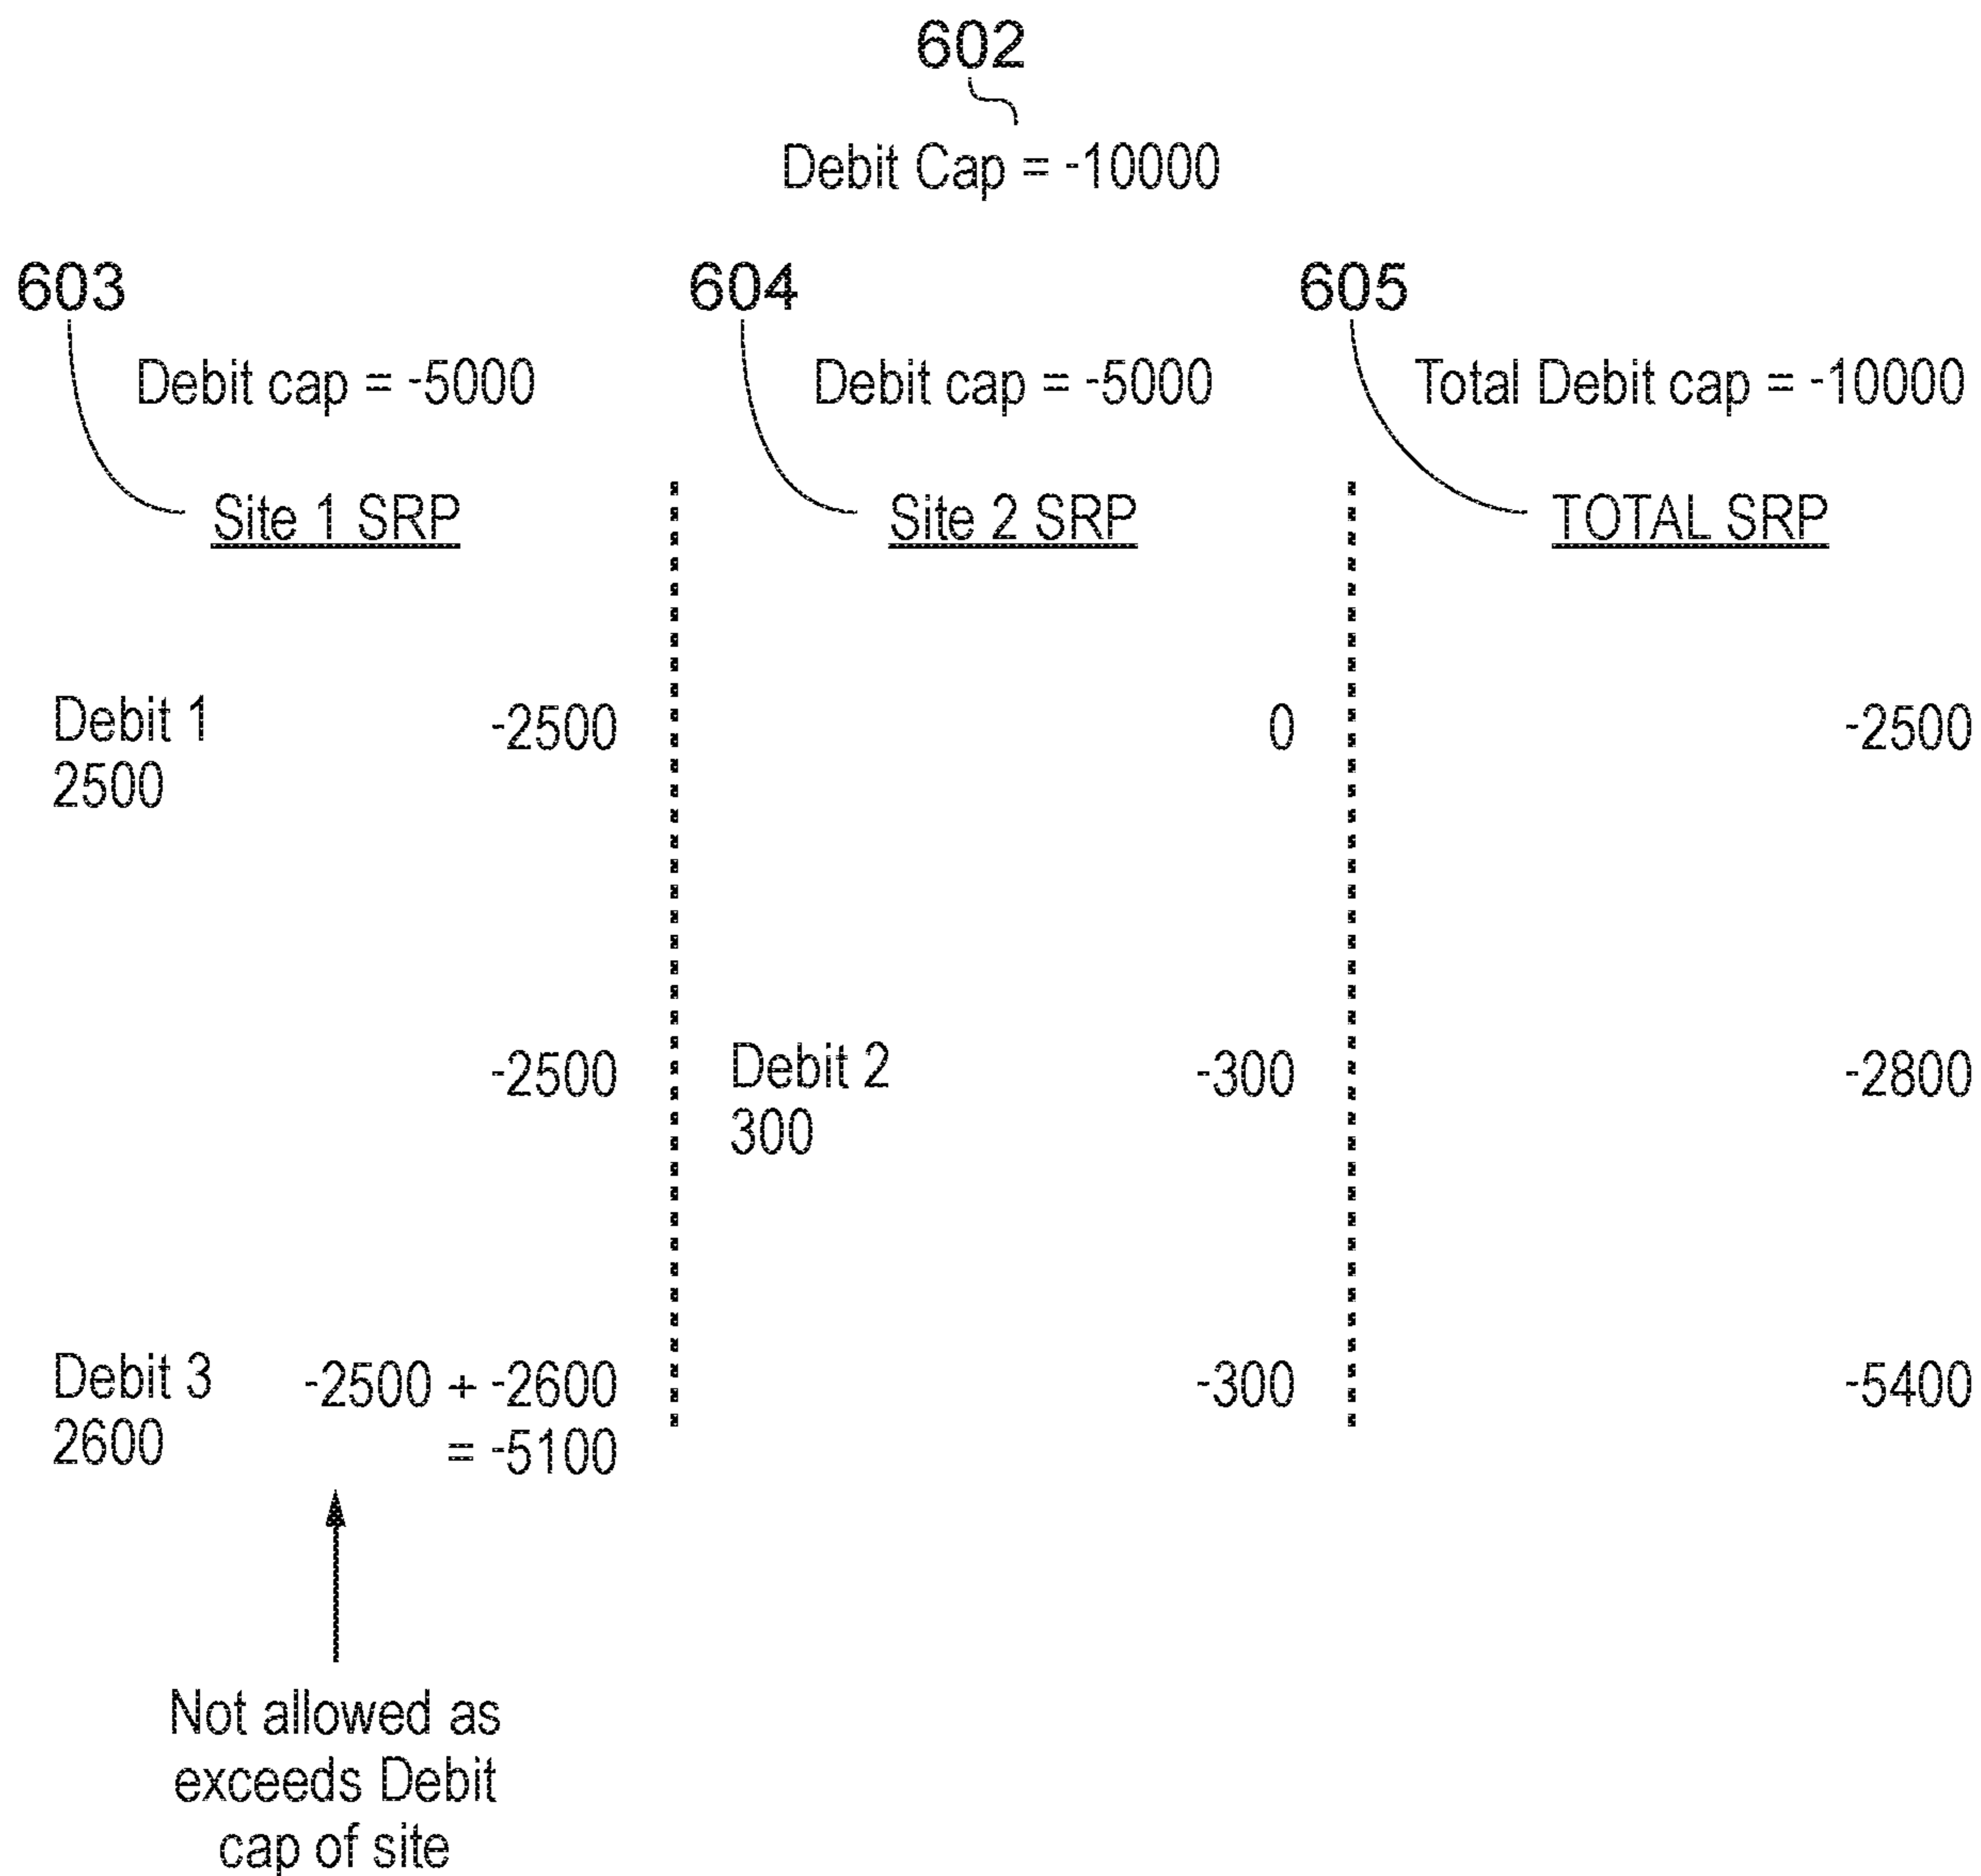 602
Debit Cap = -10000
603
604
605
Debit cap = -5000
Debit cap = -5000
Total Debit cap = -10000
Site 1 SRP
Site 2 SRP
TOTAL SRP
Debit 1
2500
-2500
0
-2500
-2500
Debit 2
300
-300
-2800
Debit 3
2600
-2500 + -2600
= -5100
-300
-5400
Not allowed as
exceeds Debit
cap of site